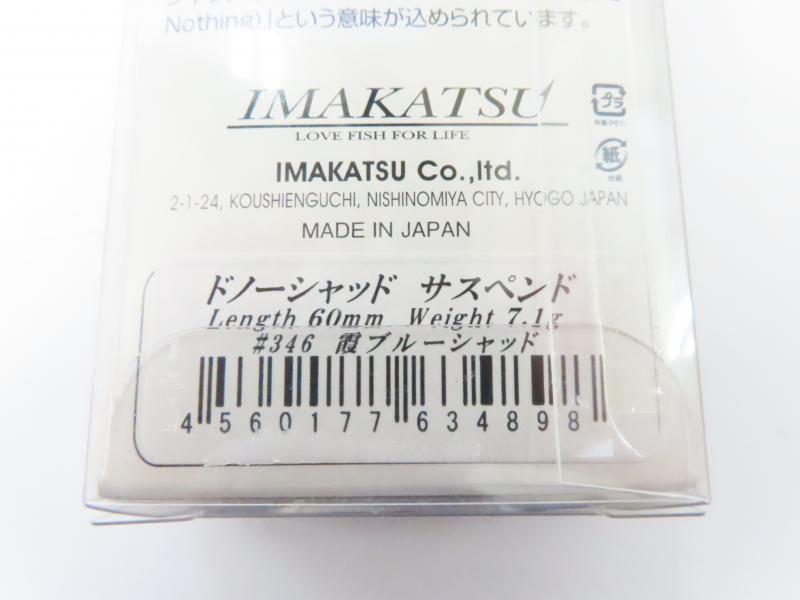 Nothing)」という意味が込められています。
IMAKATSU
LOVE FISH FOR LIFE
プラ
紙
IMAKATSU Co.,ltd.
2-1-24, KOUSHIENGUCHI, NISHINOMIYA CITY, HYOGO JAPAN
MADE IN JAPAN
ドノーシャッド サスペンド
Length 60mm Weight 7.1g
#346 霞ブルーシャッド
4560177634898